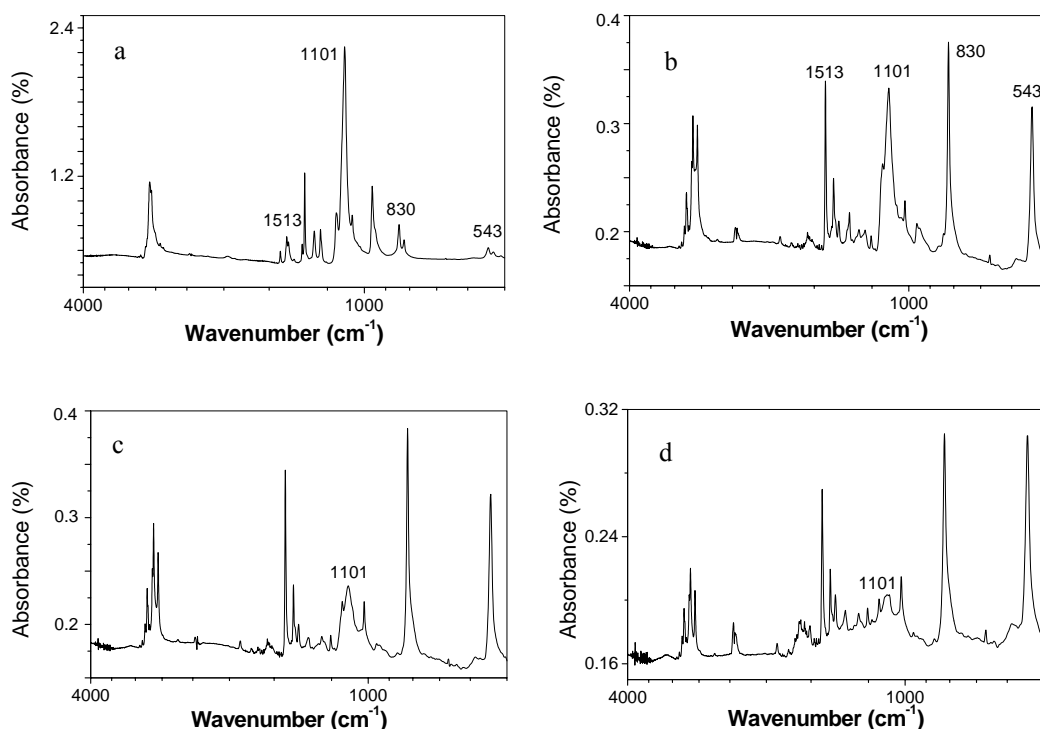 2.4
a
1101
Absorbance (%)
1.2
1513
830
543
4000
1000
Wavenumber (cm-1)
0.4
b
830
1513
1101
543
Absorbance (%)
0.3
0.2
4000
1000
Wavenumber (cm-1)
0.4
c
Absorbance (%)
0.3
1101
0.2
4000
1000
Wavenumber (cm-1)
0.32
d
Absorbance (%)
0.24
1101
0.16
4000
1000
Wavenumber (cm-1)